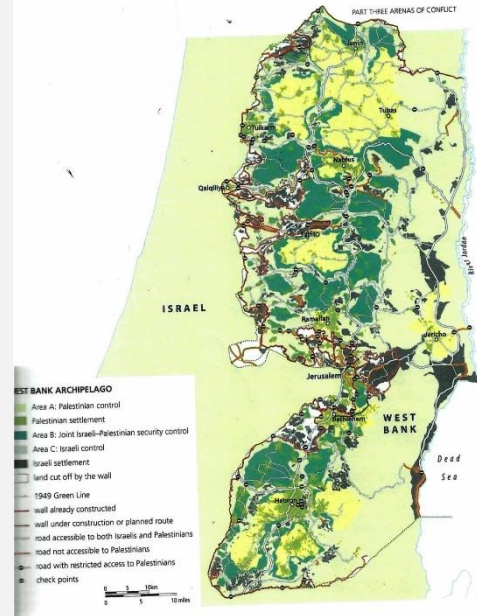 PART THREE ARENAS OF CONFLICT
Jenin
Tubas
Tulkarm
Nablus
Qalqiliya
ISRAEL
Ramallah
Jericho
Jerusalem
Bethlehem
WEST
BANK
Dead
Sea
Hebron
EST BANK ARCHIPELAGO
Area A: Palestinian control
Palestinian settlement
Area B: Joint Israeli–Palestinian security control
Area C: Israeli control
Israeli settlement
land cut off by the wall
1949 Green Line
wall already constructed
wall under construction or planned route
road accessible to both Israelis and Palestinians
road not accessible to Palestinians
road with restricted access to Palestinians
check points
0 5 10km
0 5 10 miles